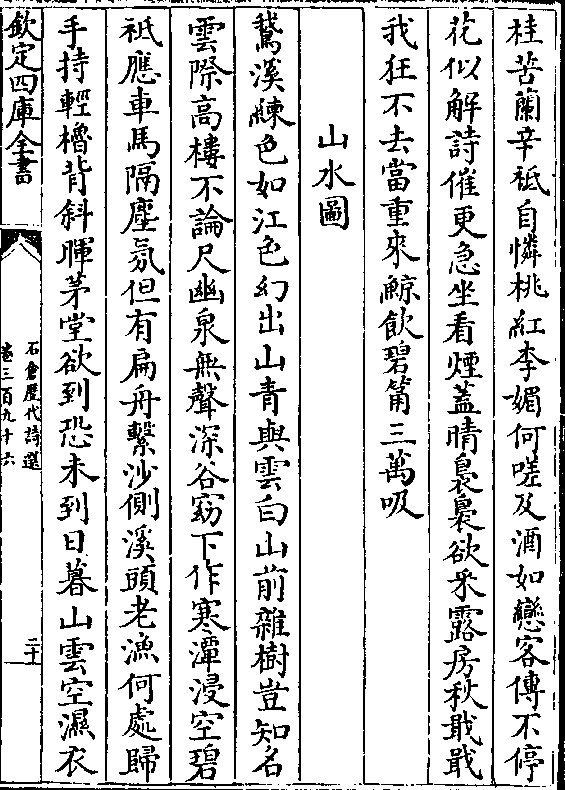 桂苦蘭辛祗自憐桃紅李媚何嗟及酒如戀客傳不停
花似解詩催更急坐看煙蓋晴裊裊欲采露房秋戢戢
我狂不去當重來鯨飲碧筩三萬吸
山水圖
鵞溪練色如江色幻出山青與雲白山前雜樹豈知名
雲際高樓不論尺幽泉無聲深谷窈下作寒潭浸空碧
祗應車馬隔塵氛但有扁舟繫沙側溪頭老漁何處歸
手持輕櫓背斜暉茅堂欲到恐未到日暮山雲空濕衣
欽定四庫全書
石倉歷代詩選
卷三百九十六
二十